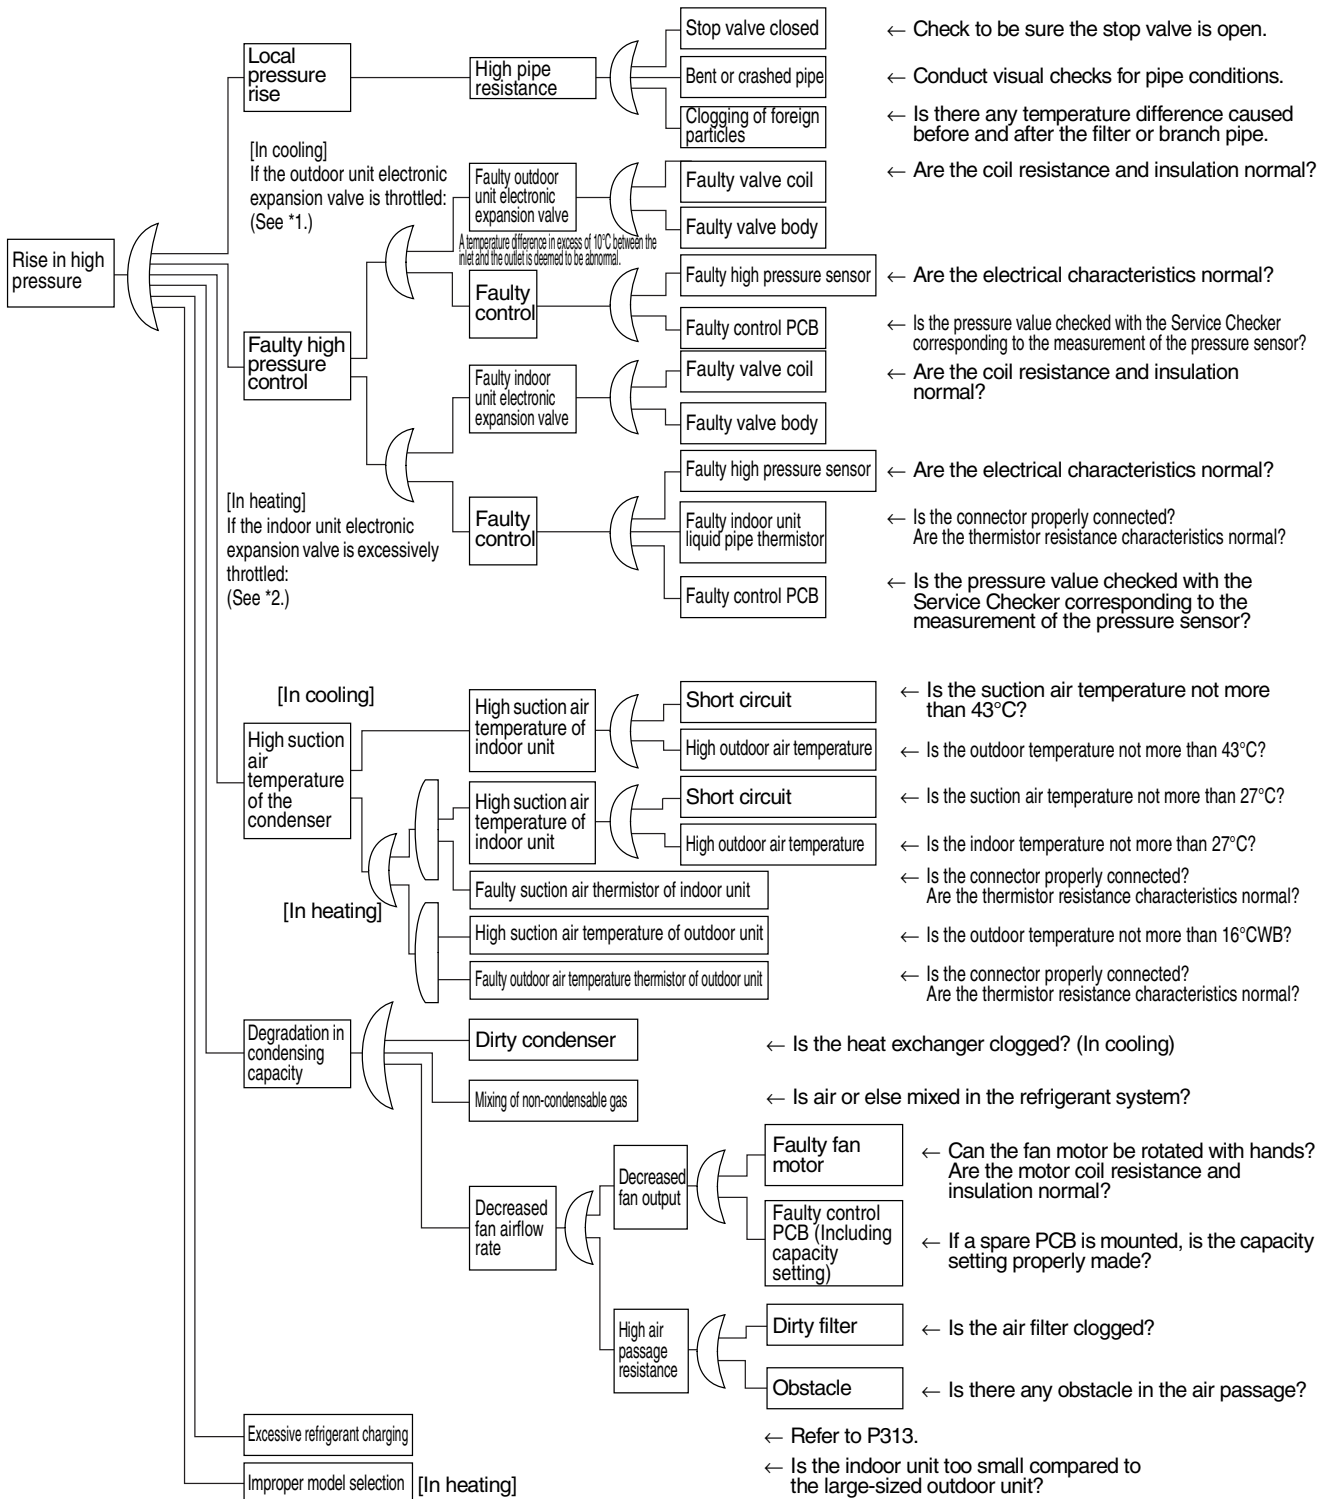 Rise in high
pressure
Local
pressure
rise
High pipe
resistance
Stop valve closed
← Check to be sure the stop valve is open.
Bent or crashed pipe
← Conduct visual checks for pipe conditions.
Clogging of foreign
particles
← Is there any temperature difference caused
before and after the filter or branch pipe.
[In cooling]
If the outdoor unit electronic
expansion valve is throttled:
(See *1.)
Faulty high
pressure
control
Faulty outdoor
unit electronic
expansion valve
A temperature difference in excess of 10°C between the
inlet and the outlet is deemed to be abnormal.
Faulty valve coil
← Are the coil resistance and insulation normal?
Faulty valve body
Faulty
control
Faulty high pressure sensor
← Are the electrical characteristics normal?
Faulty control PCB
← Is the pressure value checked with the Service Checker
corresponding to the measurement of the pressure sensor?
Faulty indoor
unit electronic
expansion valve
Faulty valve coil
← Are the coil resistance and insulation
normal?
Faulty valve body
[In heating]
If the indoor unit electronic
expansion valve is excessively
throttled:
(See *2.)
Faulty
control
Faulty high pressure sensor
← Are the electrical characteristics normal?
Faulty indoor unit
liquid pipe thermistor
← Is the connector properly connected?
Are the thermistor resistance characteristics normal?
Faulty control PCB
← Is the pressure value checked with the
Service Checker corresponding to the
measurement of the pressure sensor?
High suction
air
temperature
of the
condenser
[In cooling]
High suction air
temperature of
indoor unit
Short circuit
← Is the suction air temperature not more
than 43°C?
High outdoor air temperature
← Is the outdoor temperature not more than 43°C?
[In heating]
High suction air
temperature of
indoor unit
Short circuit
← Is the suction air temperature not more than 27°C?
High outdoor air temperature
← Is the indoor temperature not more than 27°C?
Faulty suction air thermistor of indoor unit
← Is the connector properly connected?
Are the thermistor resistance characteristics normal?
High suction air temperature of outdoor unit
← Is the outdoor temperature not more than 16°CWB?
Faulty outdoor air temperature thermistor of outdoor unit
← Is the connector properly connected?
Are the thermistor resistance characteristics normal?
Degradation in
condensing
capacity
Dirty condenser
← Is the heat exchanger clogged? (In cooling)
Mixing of non-condensable gas
← Is air or else mixed in the refrigerant system?
Decreased
fan airflow
rate
Decreased
fan output
Faulty fan
motor
← Can the fan motor be rotated with hands?
Are the motor coil resistance and
insulation normal?
Faulty control
PCB (Including
capacity
setting)
← If a spare PCB is mounted, is the capacity
setting properly made?
High air
passage
resistance
Dirty filter
← Is the air filter clogged?
Obstacle
← Is there any obstacle in the air passage?
Excessive refrigerant charging
← Refer to P313.
Improper model selection
[In heating]
← Is the indoor unit too small compared to
the large-sized outdoor unit?